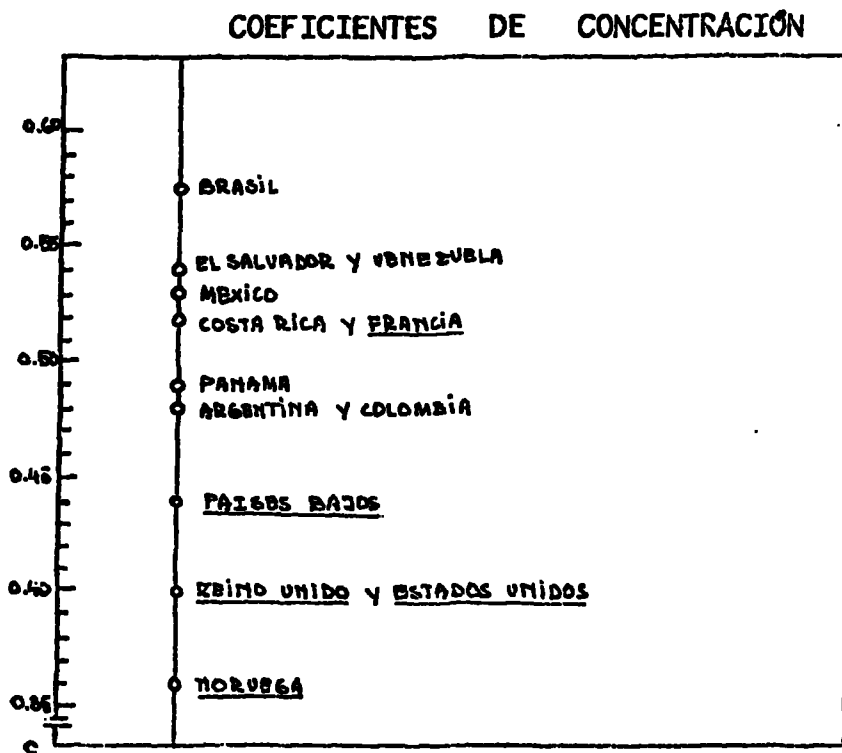 COEFICIENTES DE CONCENTRACIÓN
0.60
BRASIL
0.55
EL SALVADOR Y VENEZUELA
MEXICO
COSTA RICA Y FRANCIA
0.50
PANAMA
ARGENTINA Y COLOMBIA
0.45
PAISES BAJOS
0.40
REINO UNIDO Y ESTADOS UNIDOS
NORUEGA
0.35